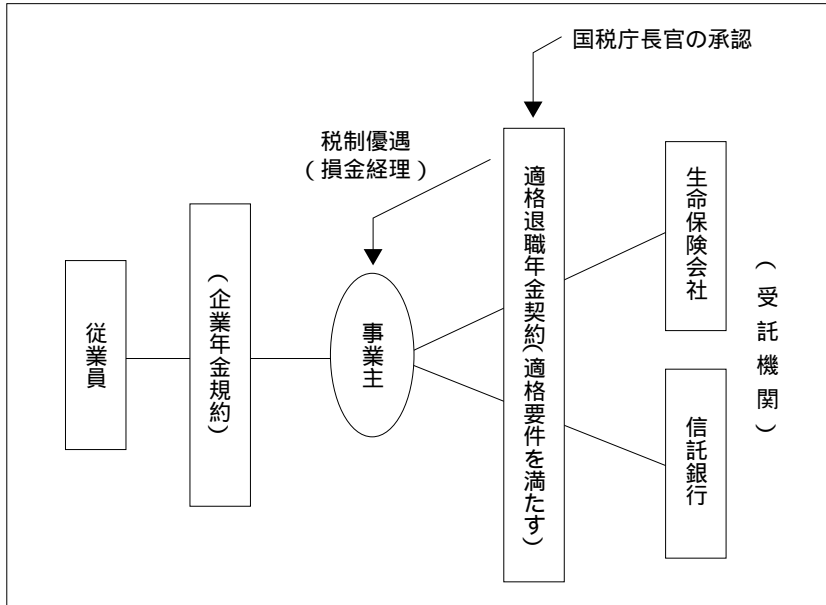 国税庁長官の承認
税制優遇
（損金経理）
従業員
（企業年金規約）
事業主
適格退職年金契約（適格要件を満たす）
生命保険会社
信託銀行
（受託機関）